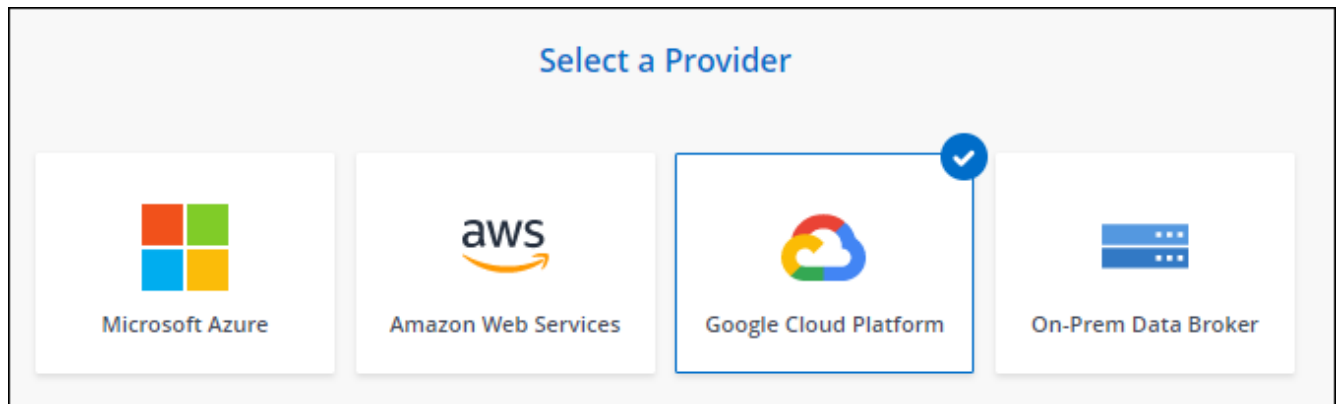 Select a Provider
aws
Microsoft Azure
Amazon Web Services
Google Cloud Platform
On-Prem Data Broker